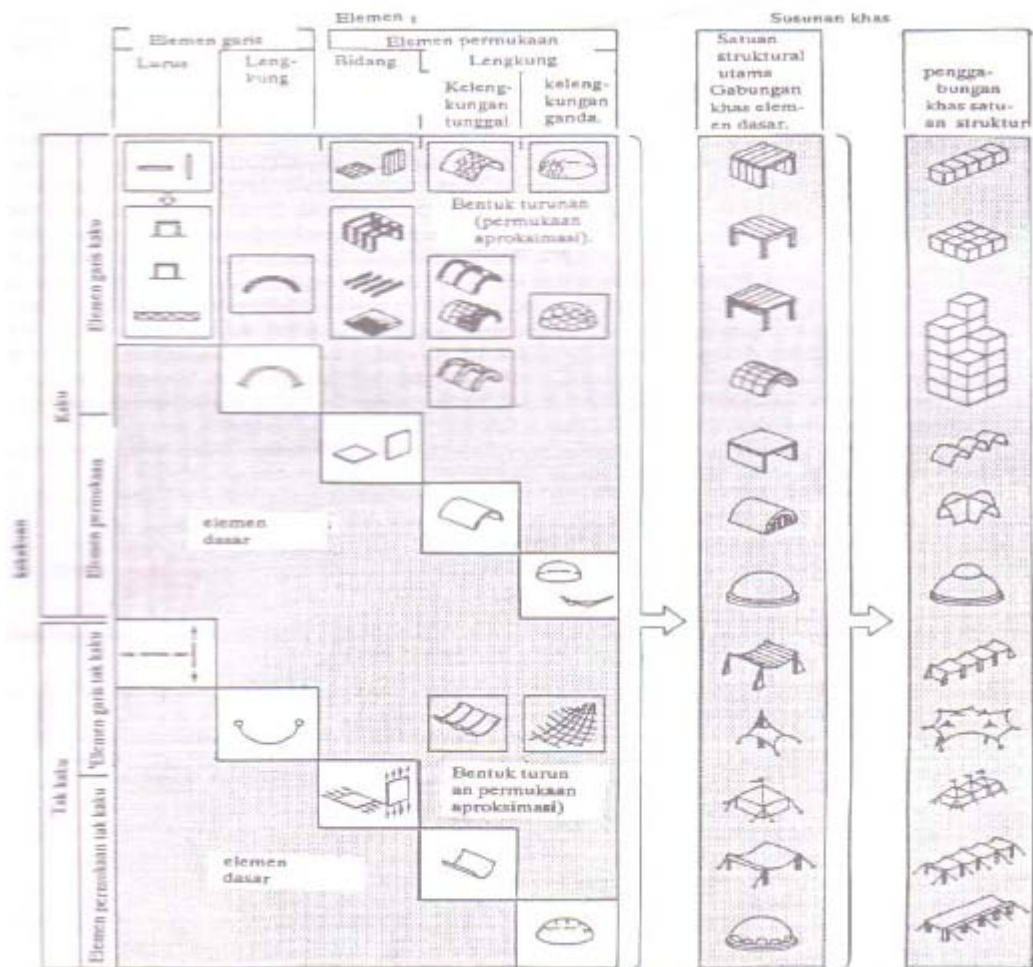 Elemen :
Susunan khas
Elemen garis
Elemen permukaan
Lurus
Leng-
kung
Bidang
Lengkung
Keleng-
kungan
tunggal
keleng-
kungan
ganda.
Satuan
struktural
utama
Gabungan
khas elem-
en dasar.
pengga-
bungan
khas satu-
an struktur
Bentuk turunan
(permukaan
aproksimasi).
kekakuan
Kaku
Elemen garis kaku
Elemen permukaan
elemen
dasar
Tak kaku
Elemen garis tak kaku
Elemen permukaan tak kaku
Bentuk turun
an permukaan
aproksimasi)
elemen
dasar